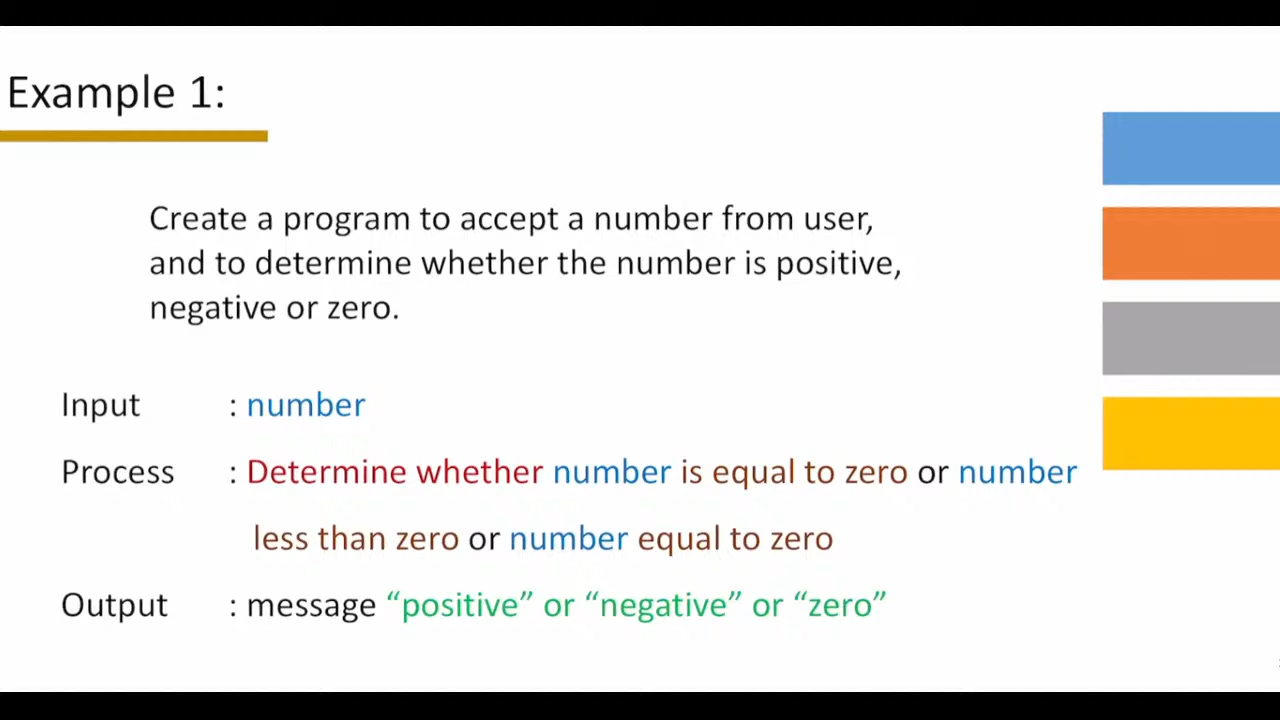 Example 1:
Create a program to accept a number from user,
and to determine whether the number is positive,
negative or zero.
Input : number
Process : Determine whether number is equal to zero or number
less than zero or number equal to zero
Output : message “positive” or “negative” or “zero”